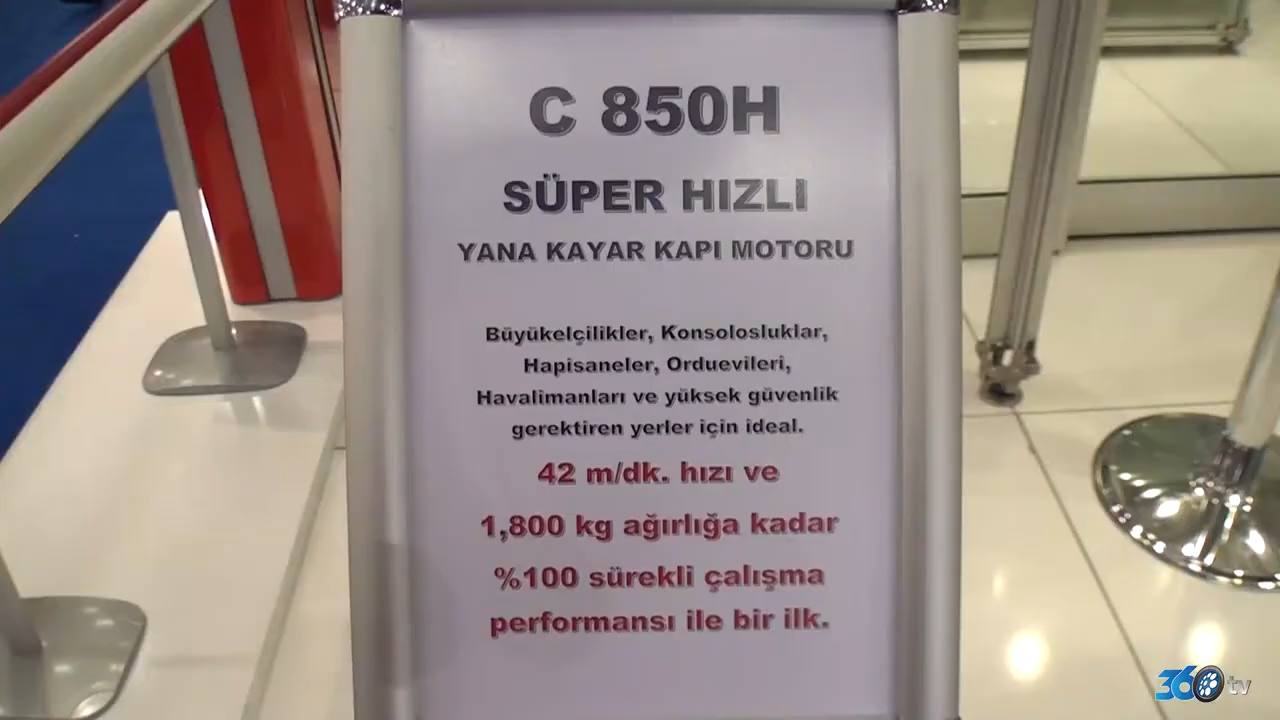 C 850H
SÜPER HIZLI
YANA KAYAR KAPI MOTORU
Büyükelçilikler, Konsolosluklar,
Hapisaneler, Orduevileri,
Havalimanları ve yüksek güvenlik
gerektiren yerler için ideal.
42 m/dk. hızı ve
1,800 kg ağırlığa kadar
%100 sürekli çalışma
performansı ile bir ilk.
360 tv